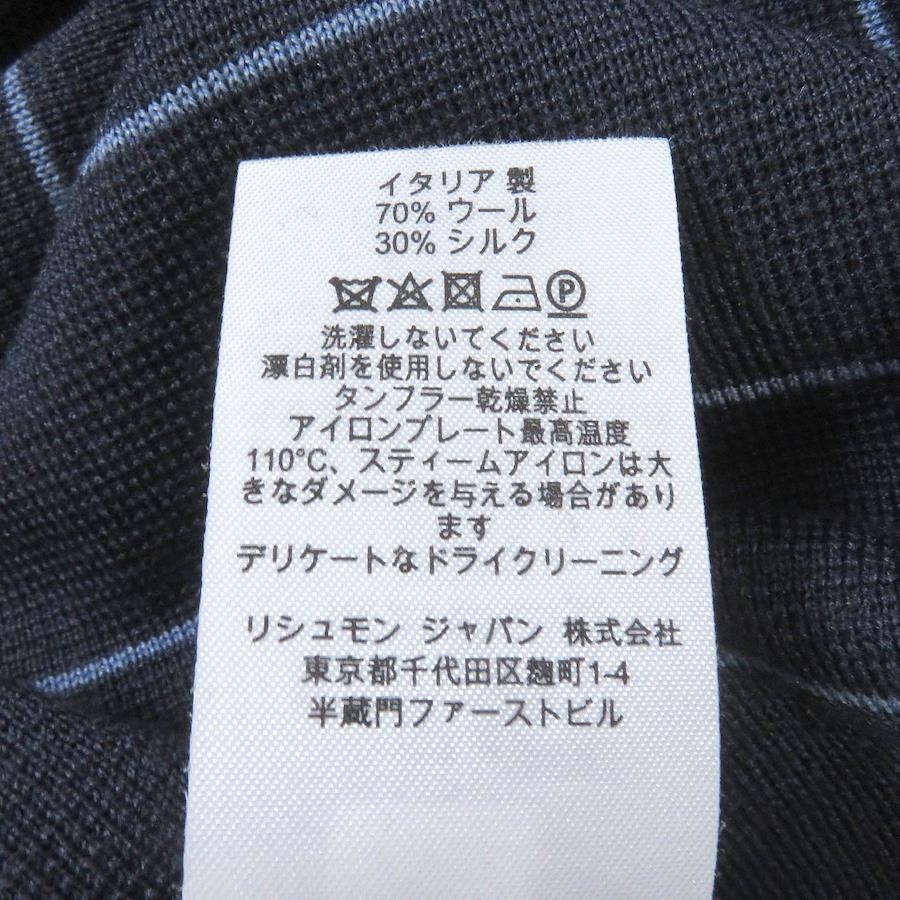 イタリア 製
70% ウール
30% シルク
P
洗濯しないてください
漂白剤を使用しないでください
タンブラー乾燥禁止
アイロンプレート最高温度
110°C、スティームアイロンは大
きなダメージを与える場合があり
ます
デリケートなドライクリーニング
リシュモン ジャパン 株式会社
東京都千代田区麹町1-4
半蔵門ファーストビル